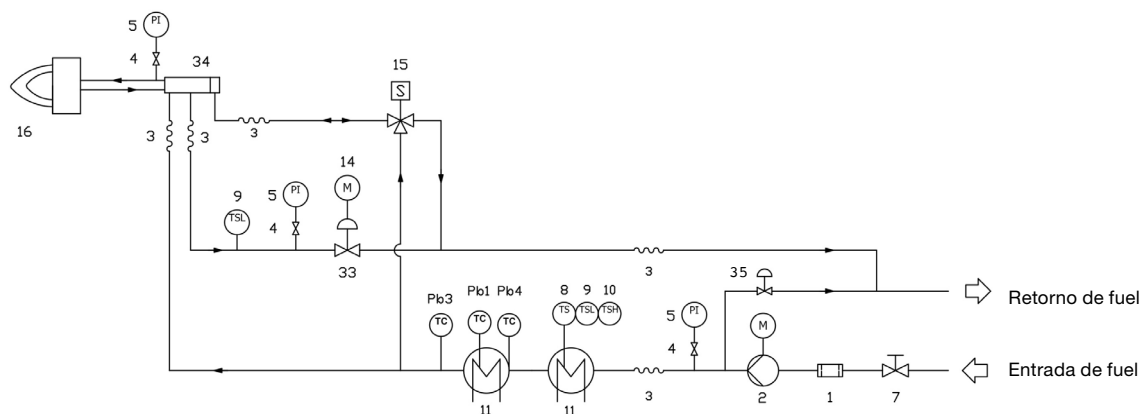 5 PI
4
34
15
S
16
3
3
3
14
M
5 PI
9
TSL
4
33
3
35
Retorno de fuel
Pb3
Pb1
Pb4
8
9
10
TC
TC
TC
TS
TSL
TSH
5 PI
4
M
Entrada de fuel
11
11
3
2
1
7